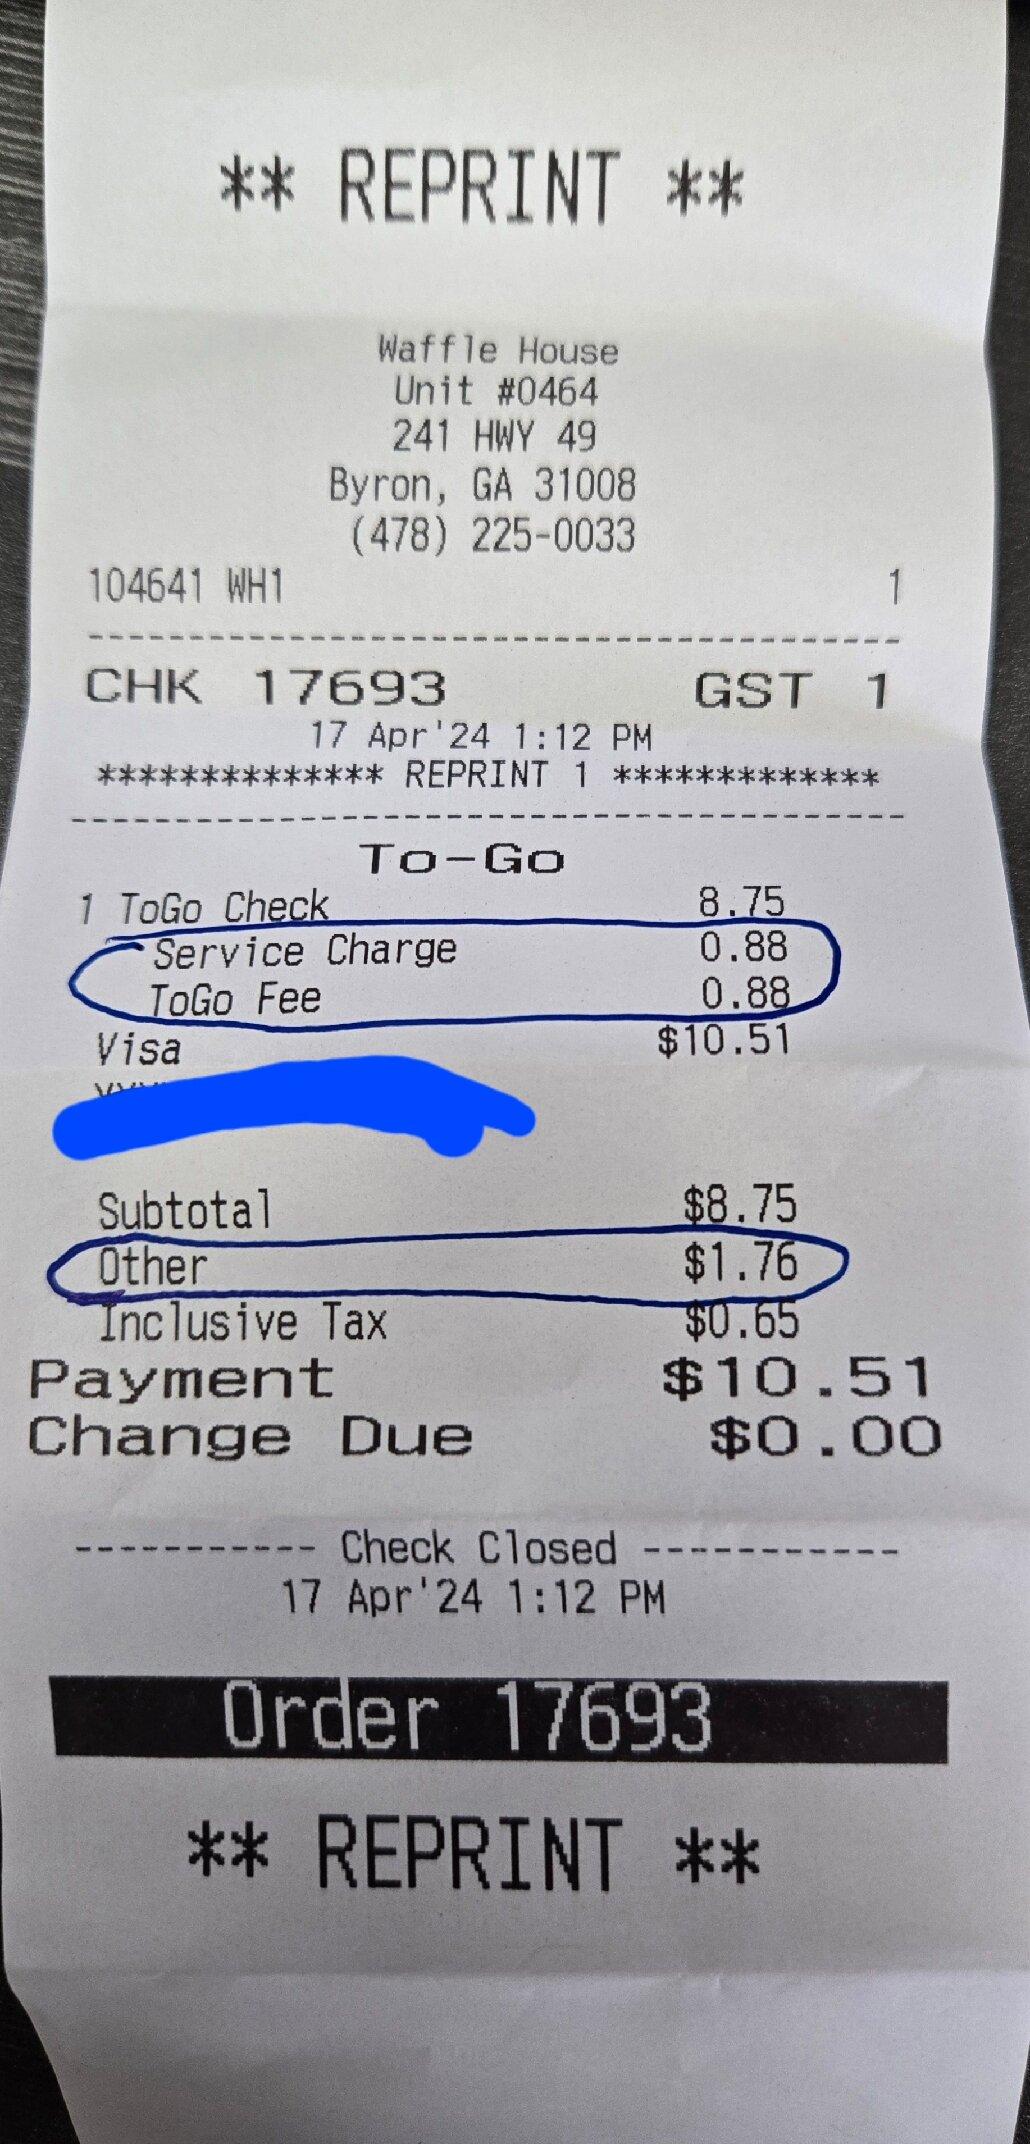 ** REPRINT **
Waffle House
Unit #0464
241 HWY 49
Byron, GA 31008
(478) 225-0033
104641 WH1 1
----------------------------------------
CHK 17693 GST 1
17 Apr'24 1:12 PM
************** REPRINT 1 *************
----------------------------------------
To-Go
1 ToGo Check 8.75
Service Charge 0.88
ToGo Fee 0.88
Visa $10.51
Subtotal $8.75
Other $1.76
Inclusive Tax $0.65
Payment $10.51
Change Due $0.00
----------- Check Closed -----------
17 Apr'24 1:12 PM
Order 17693
** REPRINT **